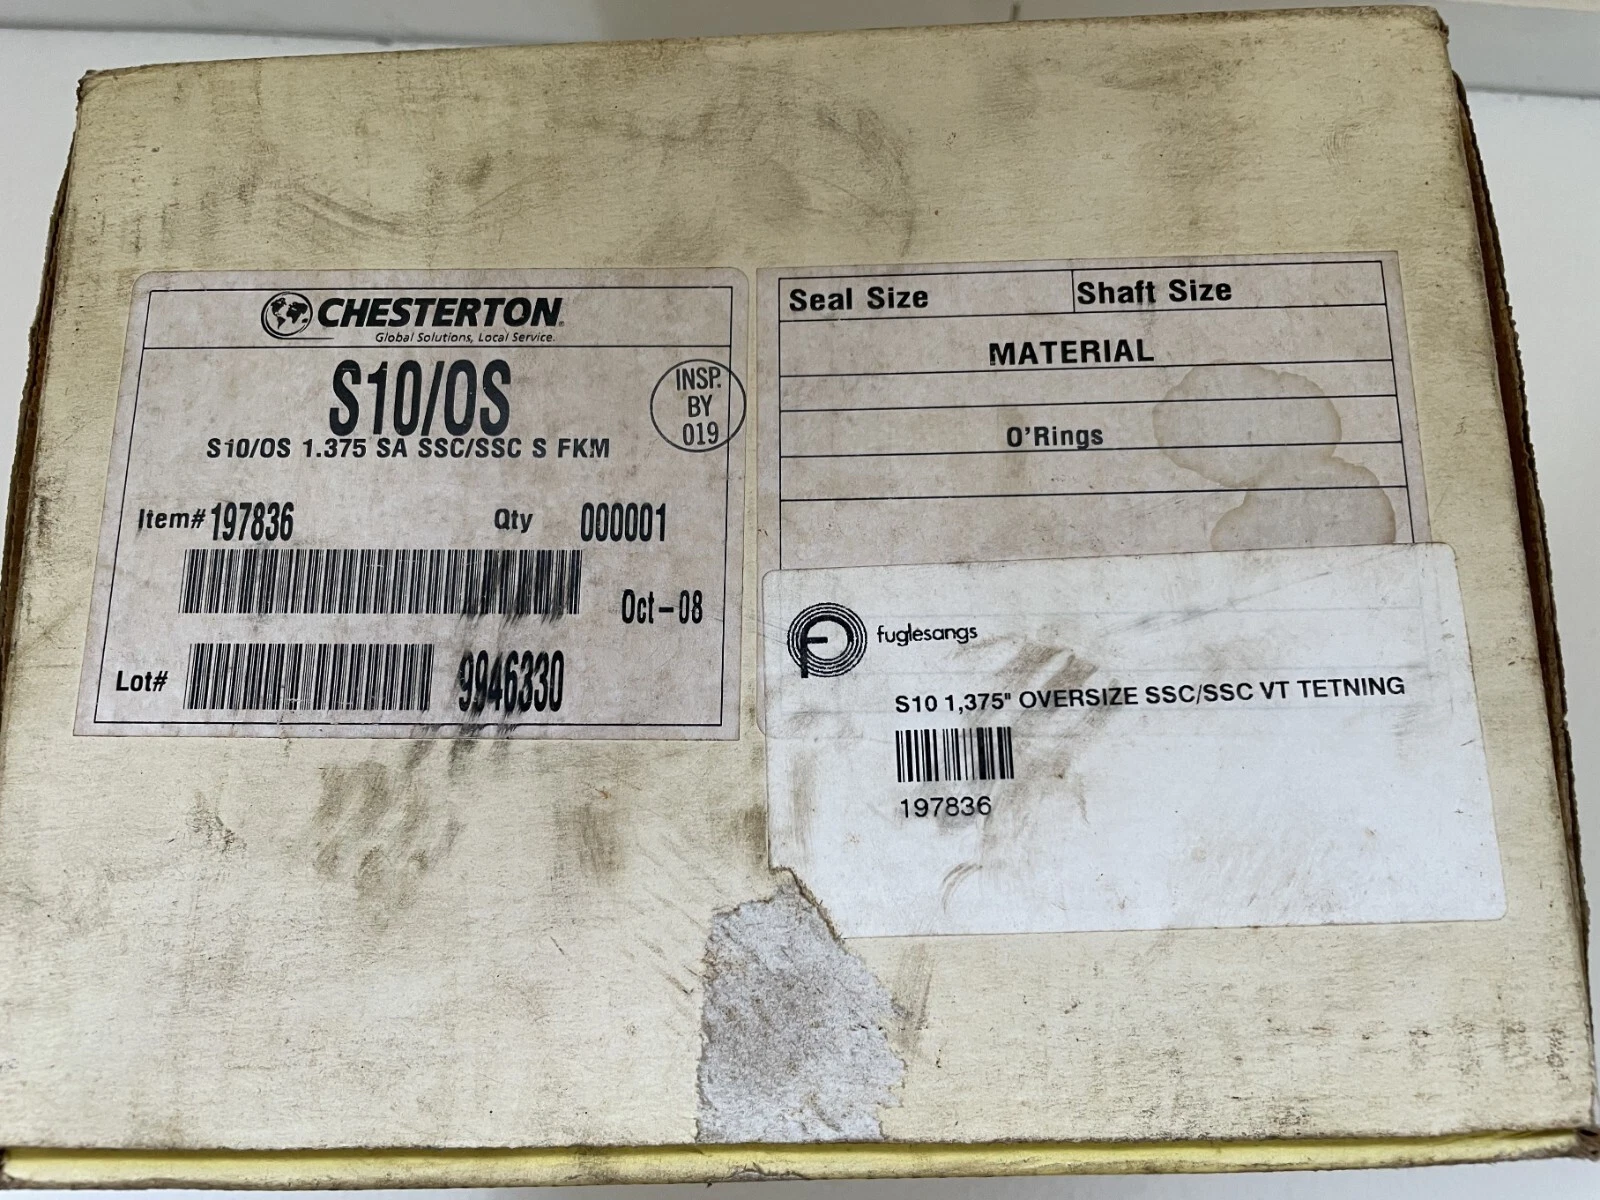 CHESTERTON®
Global Solutions, Local Service.
S10/OS
S10/OS 1.375 SA SSC/SSC S FKM
INSP.
BY
019
Item# 197836 Qty 000001
Oct-08
Lot# 9946330
Seal Size Shaft Size
MATERIAL
O'Rings
fuglesangs
S10 1,375" OVERSIZE SSC/SSC VT TETNING
197836